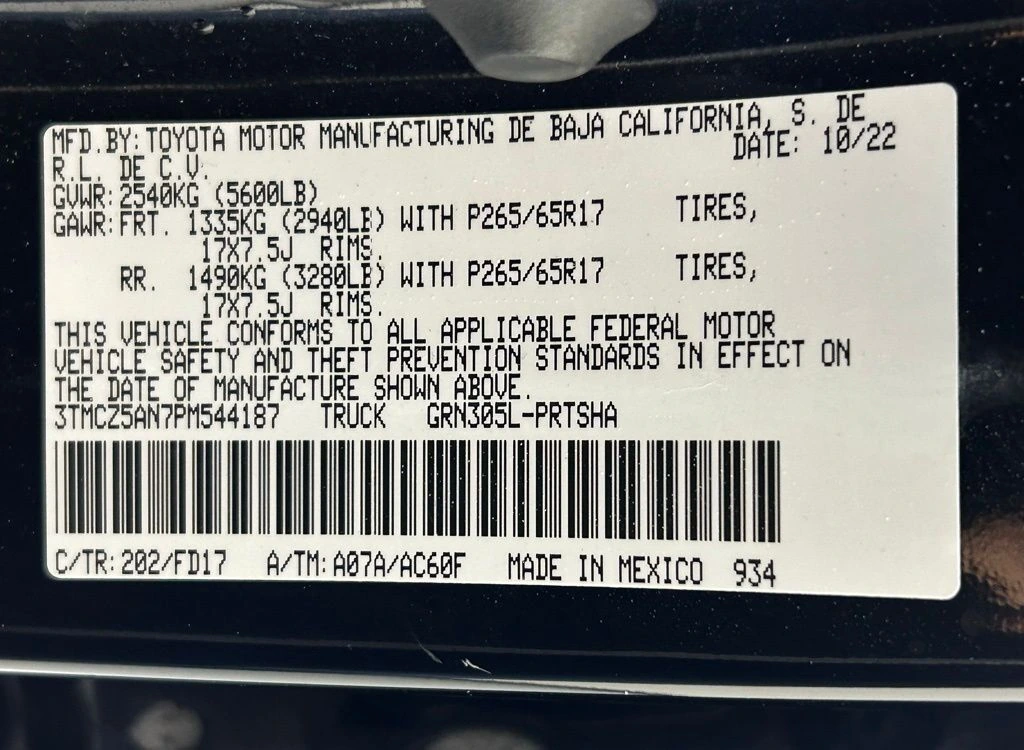 MFD.BY: TOYOTA MOTOR MANUFACTURING DE BAJA CALIFORNIA, S. DE
R.L. DE C.V. DATE: 10/22
GVWR: 2540KG (5600LB)
GAWR: FRT. 1335KG (2940LB) WITH P265/65R17 TIRES,
17X7.5J RIMS.
RR. 1490KG (3280LB) WITH P265/65R17 TIRES,
17X7.5J RIMS.
THIS VEHICLE CONFORMS TO ALL APPLICABLE FEDERAL MOTOR
VEHICLE SAFETY AND THEFT PREVENTION STANDARDS IN EFFECT ON
THE DATE OF MANUFACTURE SHOWN ABOVE.
3TMCZ5AN7PM544187 TRUCK GRN305L-PRTSHA
C/TR: 202/FD17 A/TM: A07A/AC60F MADE IN MEXICO 934